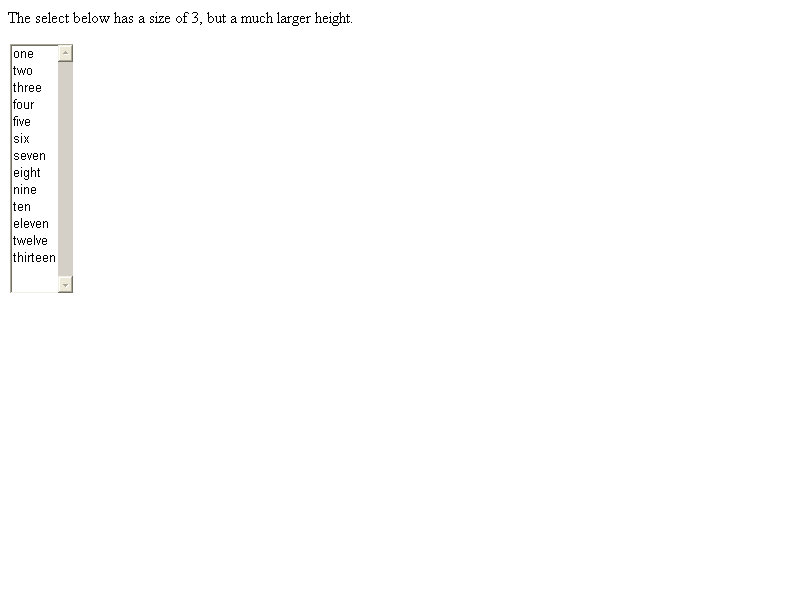 The select below has a size of 3, but a much larger height.
one
two
three
four
five
six
seven
eight
nine
ten
eleven
twelve
thirteen